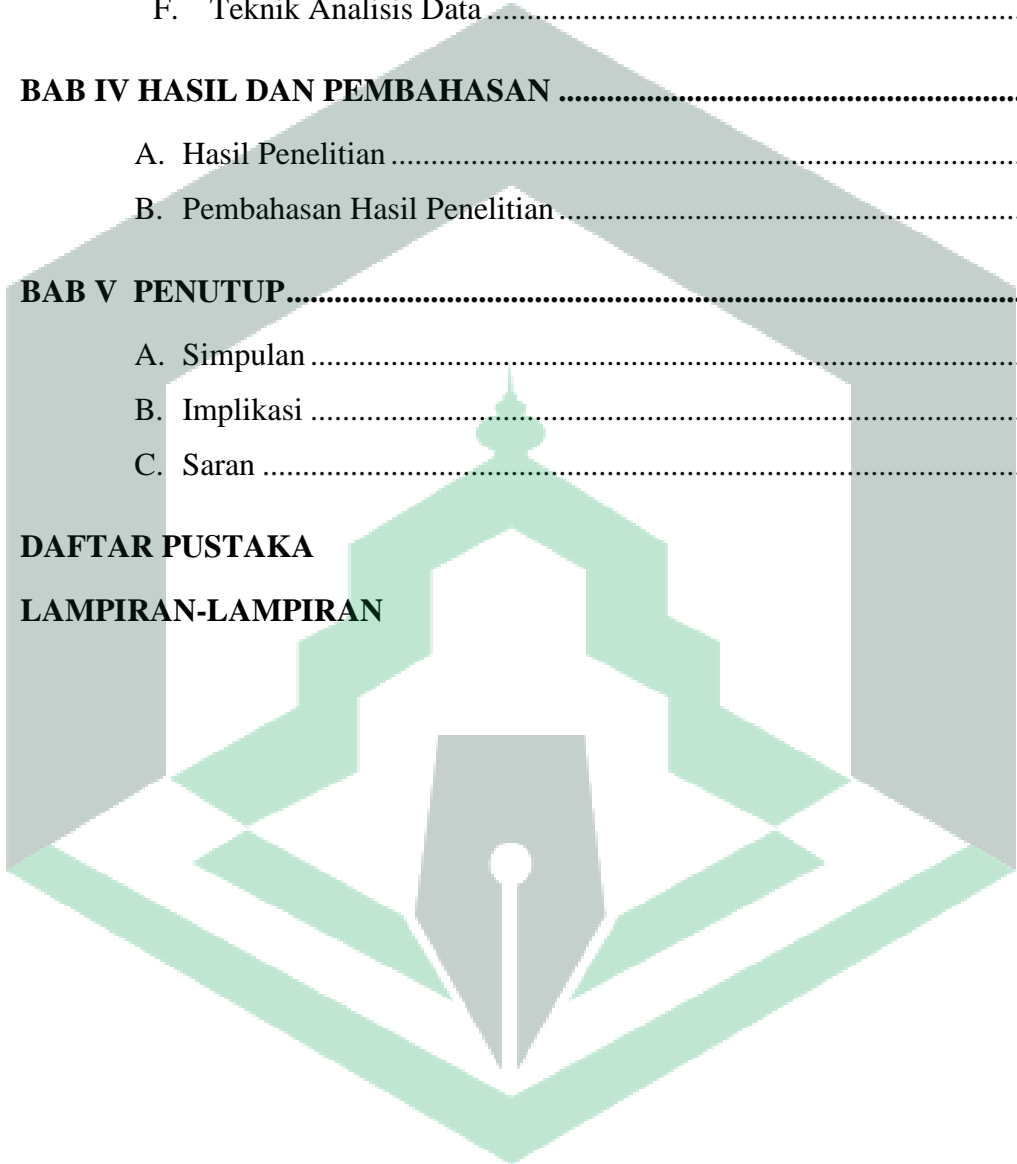 F. Teknik Analisis Data ................................................................
BAB IV HASIL DAN PEMBAHASAN ........................................................
A. Hasil Penelitian ..............................................................................
B. Pembahasan Hasil Penelitian .........................................................
BAB V PENUTUP..........................................................................................
A. Simpulan ........................................................................................
B. Implikasi ........................................................................................
C. Saran ..............................................................................................
DAFTAR PUSTAKA
LAMPIRAN-LAMPIRAN